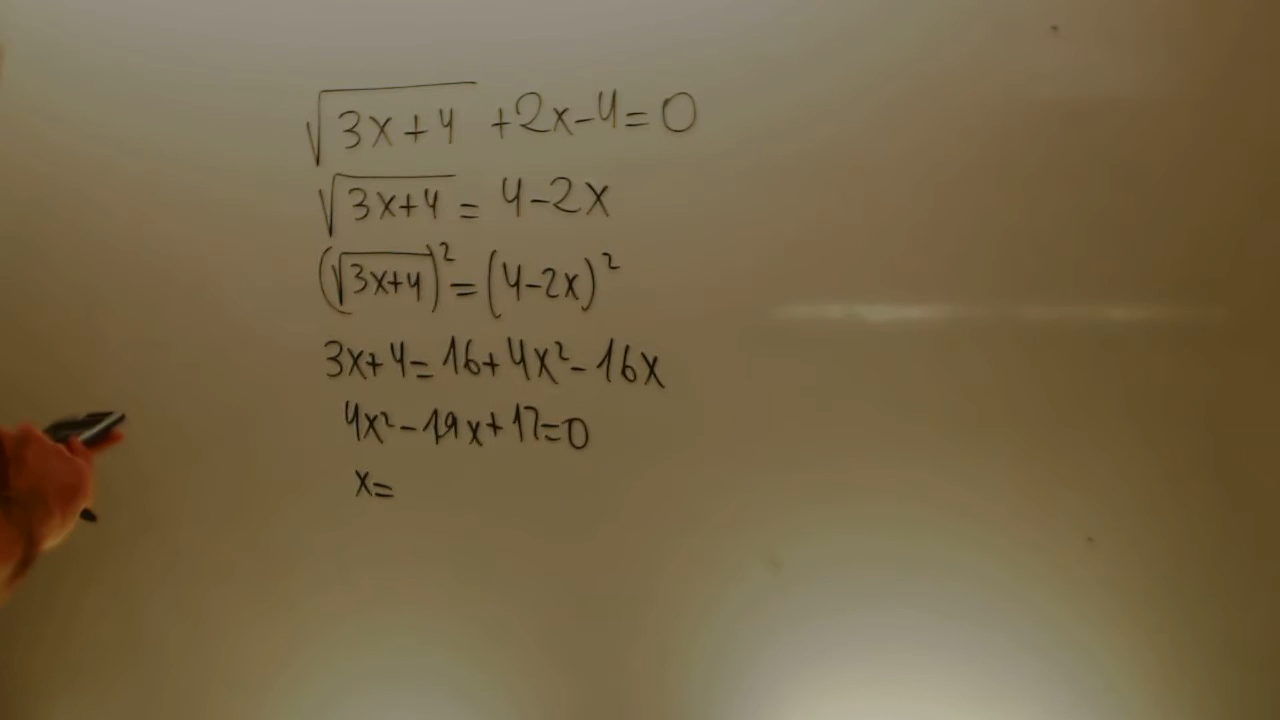 √(3x+4) +2x-4=0
√(3x+4) = 4-2x
(√(3x+4))² = (4-2x)²
3x+4=16+4x²-16x
4x²-19x+12=0
x=